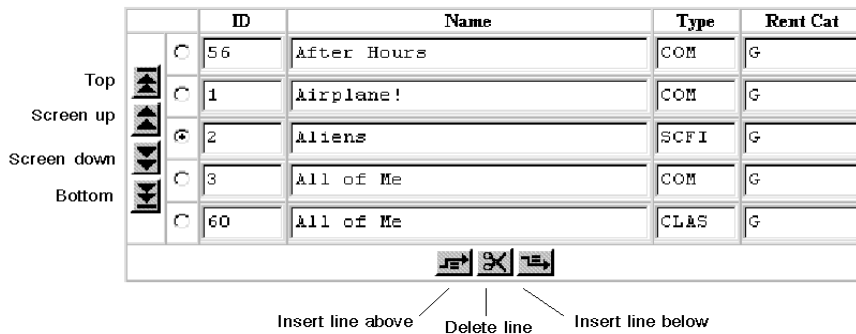 ID Name Type Rent Cat
56 After Hours COM G
Top
1 Airplane! COM G
Screen up
2 Aliens SCFI G
Screen down
3 All of Me COM G
Bottom
60 All of Me CLAS G
Insert line above Delete line Insert line below